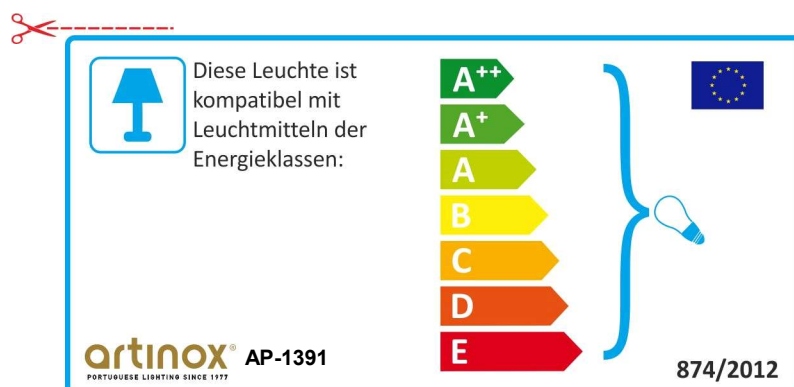 Diese Leuchte ist
kompatibel mit
Leuchtmitteln der
Energieklassen:
A++
A+
A
B
C
D
E
artinox® AP-1391
PORTUGUESE LIGHTING SINCE 1977
874/2012